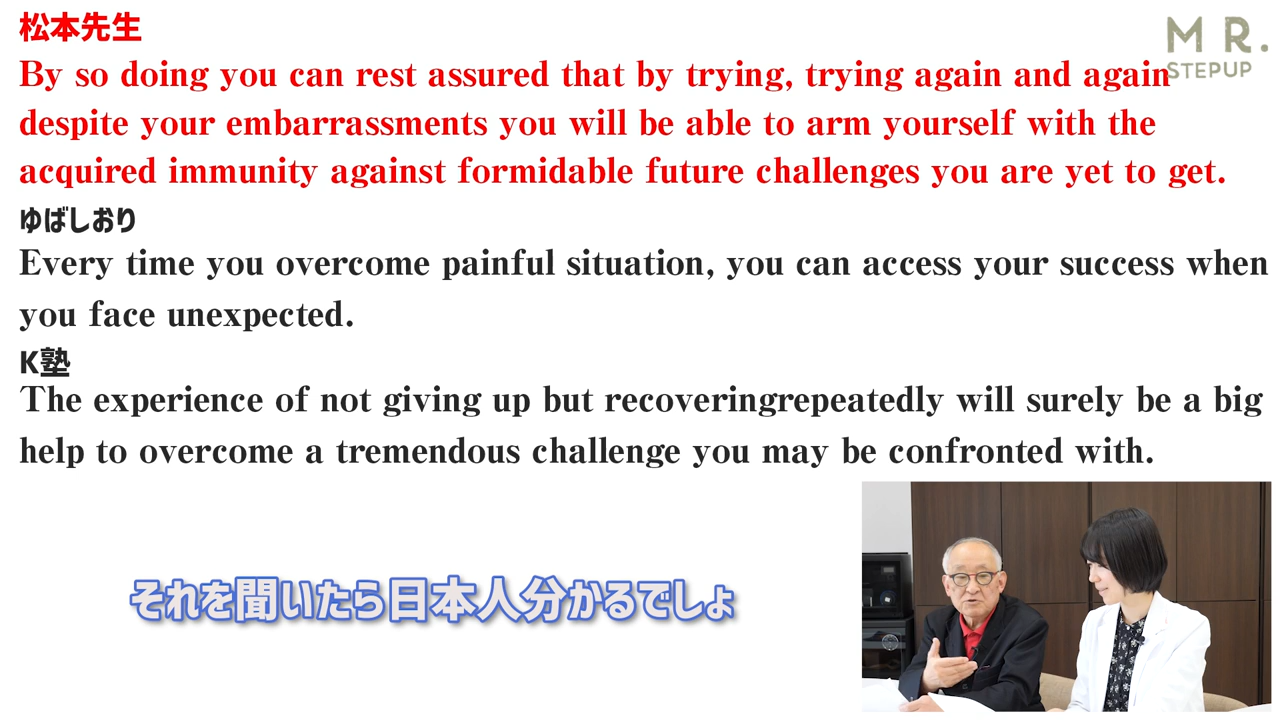 松本先生
MR.
STEPUP
By so doing you can rest assured that by trying, trying again and again
despite your embarrassments you will be able to arm yourself with the
acquired immunity against formidable future challenges you are yet to get.
ゆばしおり
Every time you overcome painful situation, you can access your success when
you face unexpected.
K塾
The experience of not giving up but recoveringrepeatedly will surely be a big
help to overcome a tremendous challenge you may be confronted with.
それを聞いたら日本人分かるでしょ